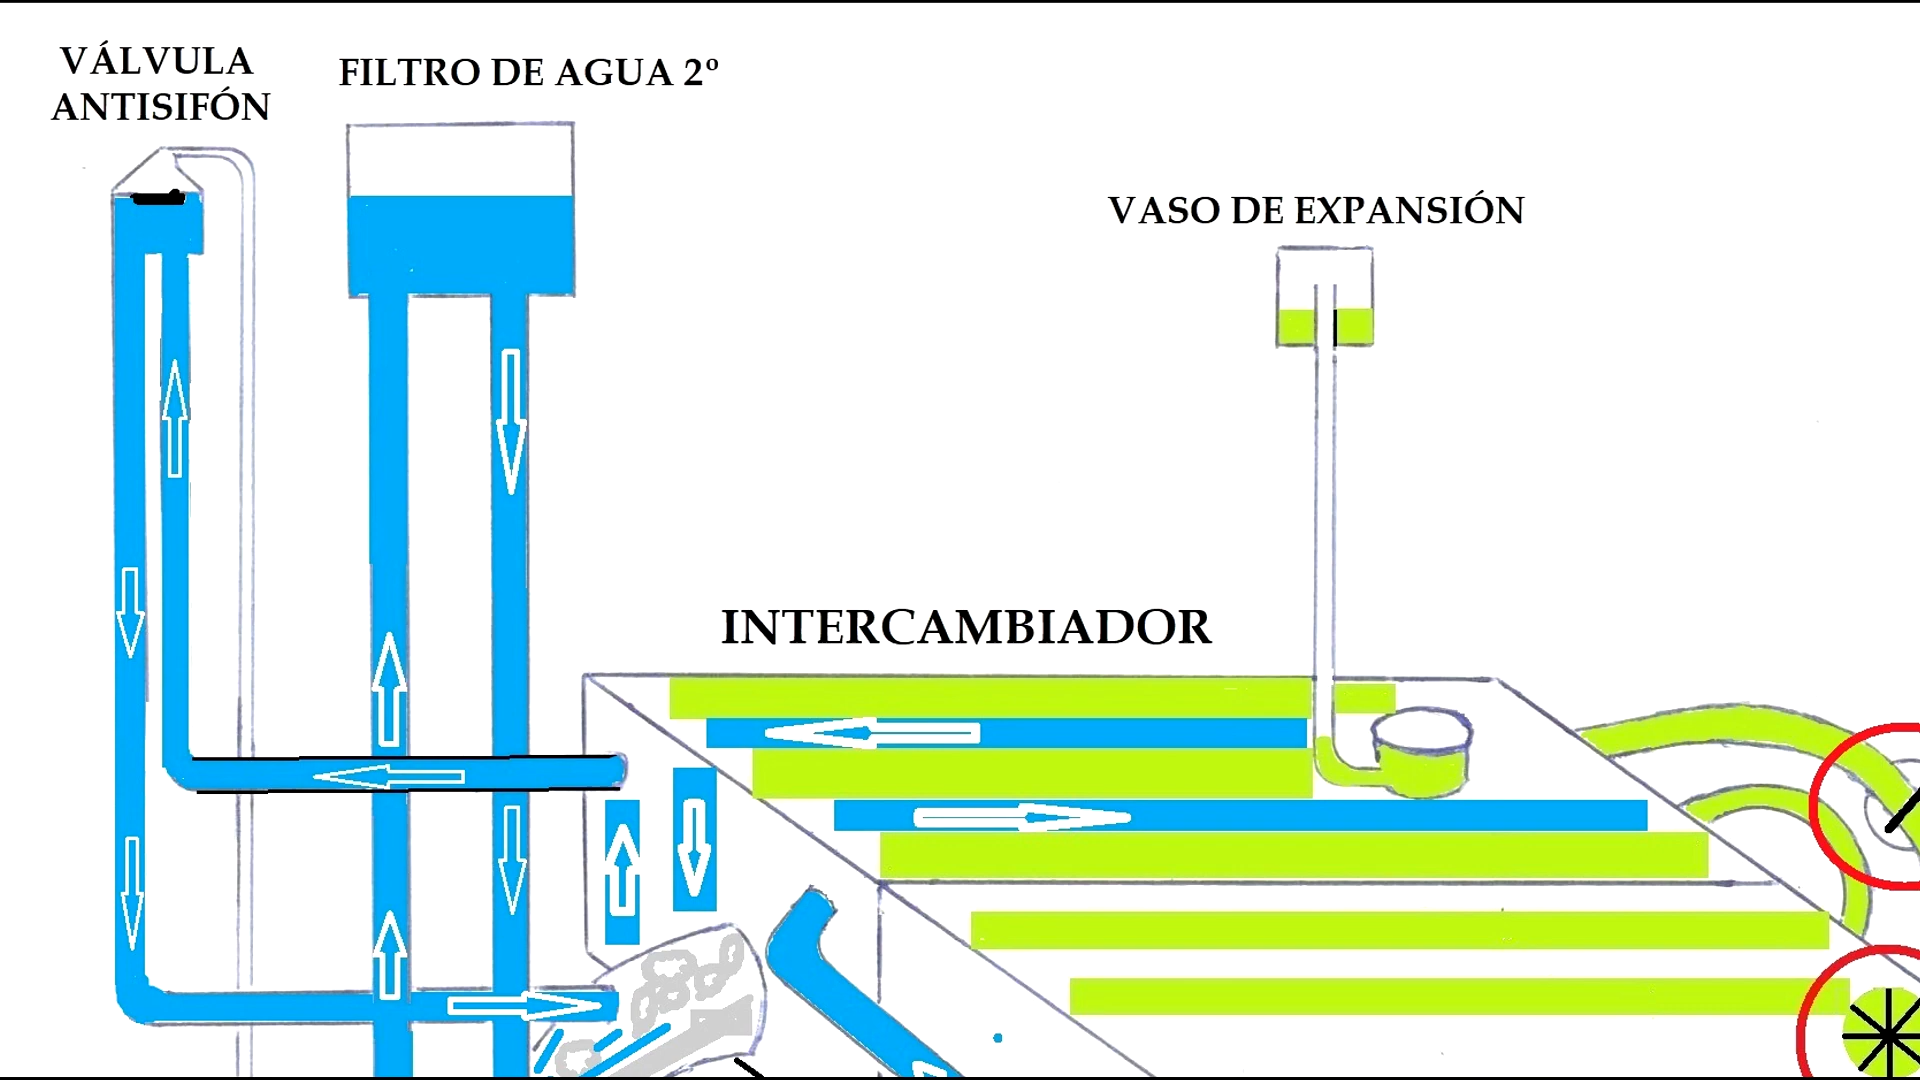 VÁLVULA
ANTISIFÓN
FILTRO DE AGUA 2º
VASO DE EXPANSIÓN
INTERCAMBIADOR